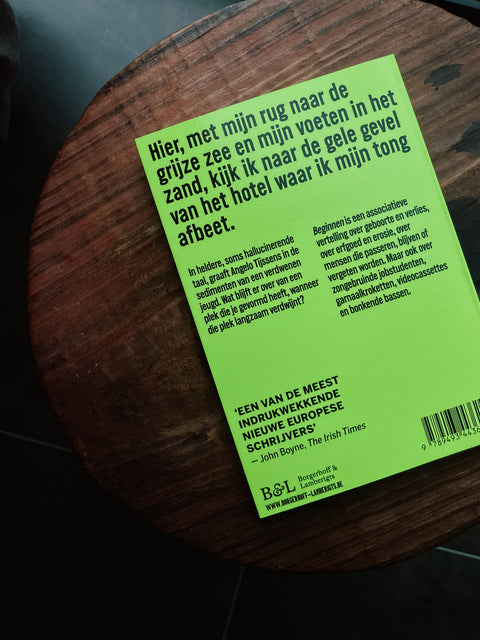 Hier, met mijn rug naar de
grijze zee en mijn voeten in het
zand, kijk ik naar de gele gevel
van het hotel waar ik mijn tong
afbeet.
In heldere, soms hallucinerende
taal, graaft Angelo Tijssens in de
sedimenten van een verdwenen
jeugd. Wat blijft er over van een
plek die je gevormd heeft, wanneer
die plek langzaam verdwijnt?
Beginnen is een associatieve
vertelling over geboorte en verlies,
over erfgoed en erosie, over
mensen die passeren, blijven of
vergeten worden. Maar ook over
zongebruinde jobstudenten,
garnaalkroketten, videocassettes
en bonkende bassen.
‘EEN VAN DE MEEST
INDRUKWEKKENDE
NIEUWE EUROPESE
SCHRIJVERS’
— John Boyne, The Irish Times
B&L Borgerhoff &
Lamberigts
WWW.BORGERHOFF-LAMBERIGTS.BE